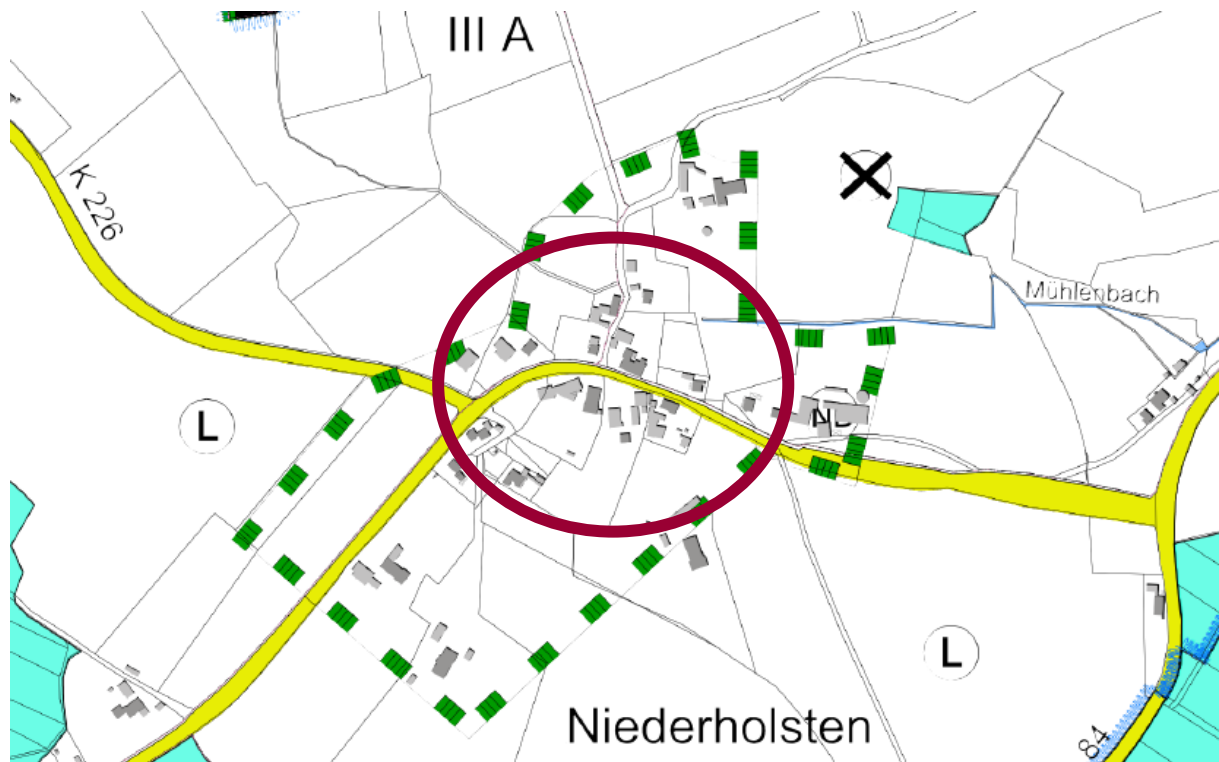 III A
K 226
Mühlenbach
L
ND
L
Niederholsten
84